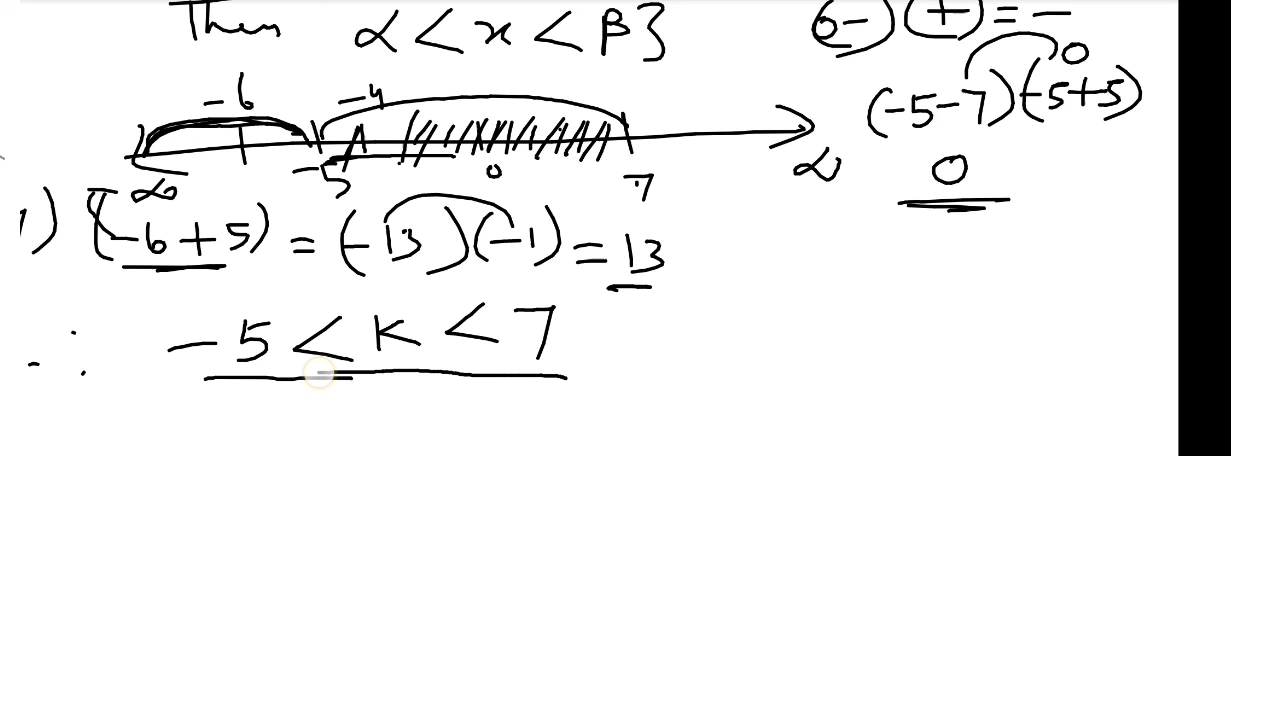 Then α < x < β}
0-)(+) = -
(-5-7)(-5+5) 0
0
-6 -4
∞ -5 0 7 ∞
(-6+5) = (-13)(-1) = 13
∴ -5 < K < 7